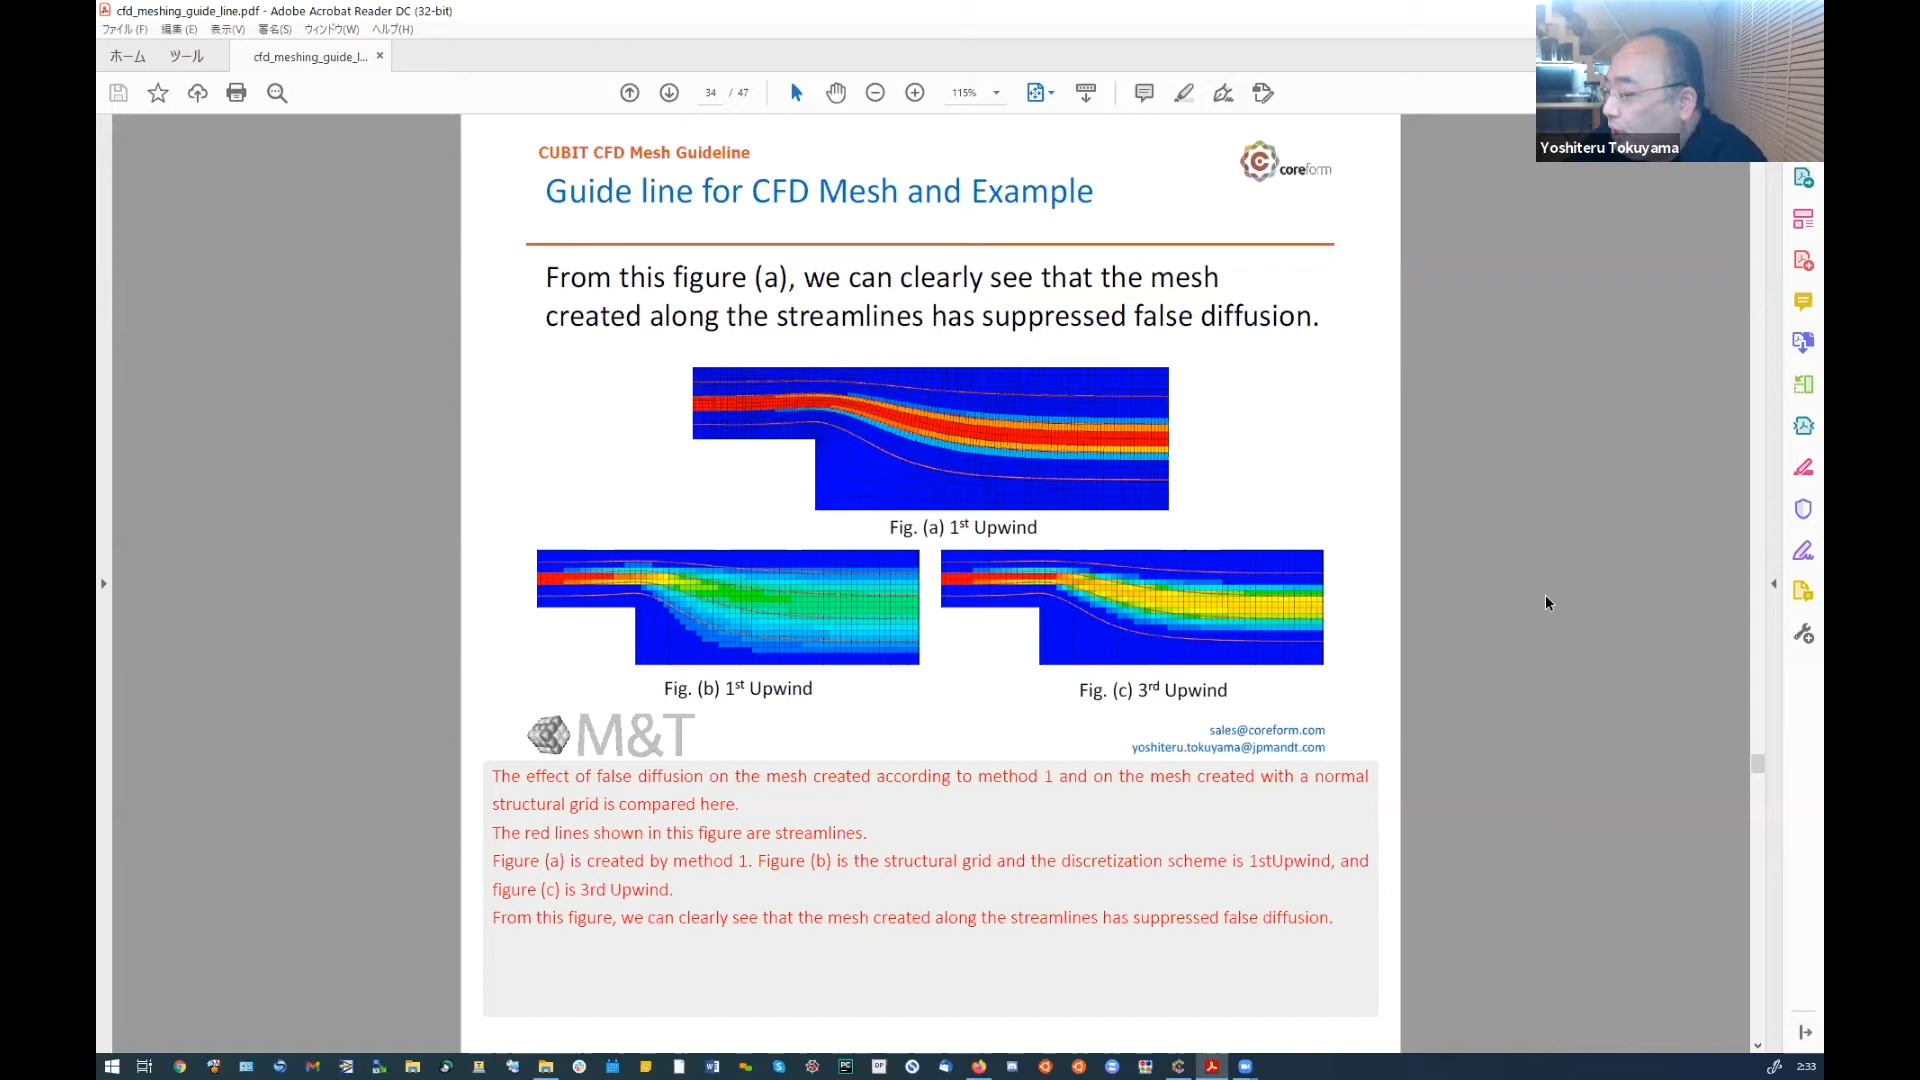 cfd_meshing_guide_line.pdf - Adobe Acrobat Reader DC (32-bit)
ファイル (F) 編集 (E) 表示(V) 署名(S) ウィンドウ(W) ヘルプ(H)
ホーム ツール cfd_meshing_guide_l... ×
34 / 47 115%
Yoshiteru Tokuyama
CUBIT CFD Mesh Guideline
coreform
Guide line for CFD Mesh and Example
From this figure (a), we can clearly see that the mesh
created along the streamlines has suppressed false diffusion.
Fig. (a) 1st Upwind
Fig. (b) 1st Upwind
Fig. (c) 3rd Upwind
M&T
sales@coreform.com
yoshiteru.tokuyama@jpmandt.com
The effect of false diffusion on the mesh created according to method 1 and on the mesh created with a normal
structural grid is compared here.
The red lines shown in this figure are streamlines.
Figure (a) is created by method 1. Figure (b) is the structural grid and the discretization scheme is 1stUpwind, and
figure (c) is 3rd Upwind.
From this figure, we can clearly see that the mesh created along the streamlines has suppressed false diffusion.
2:33